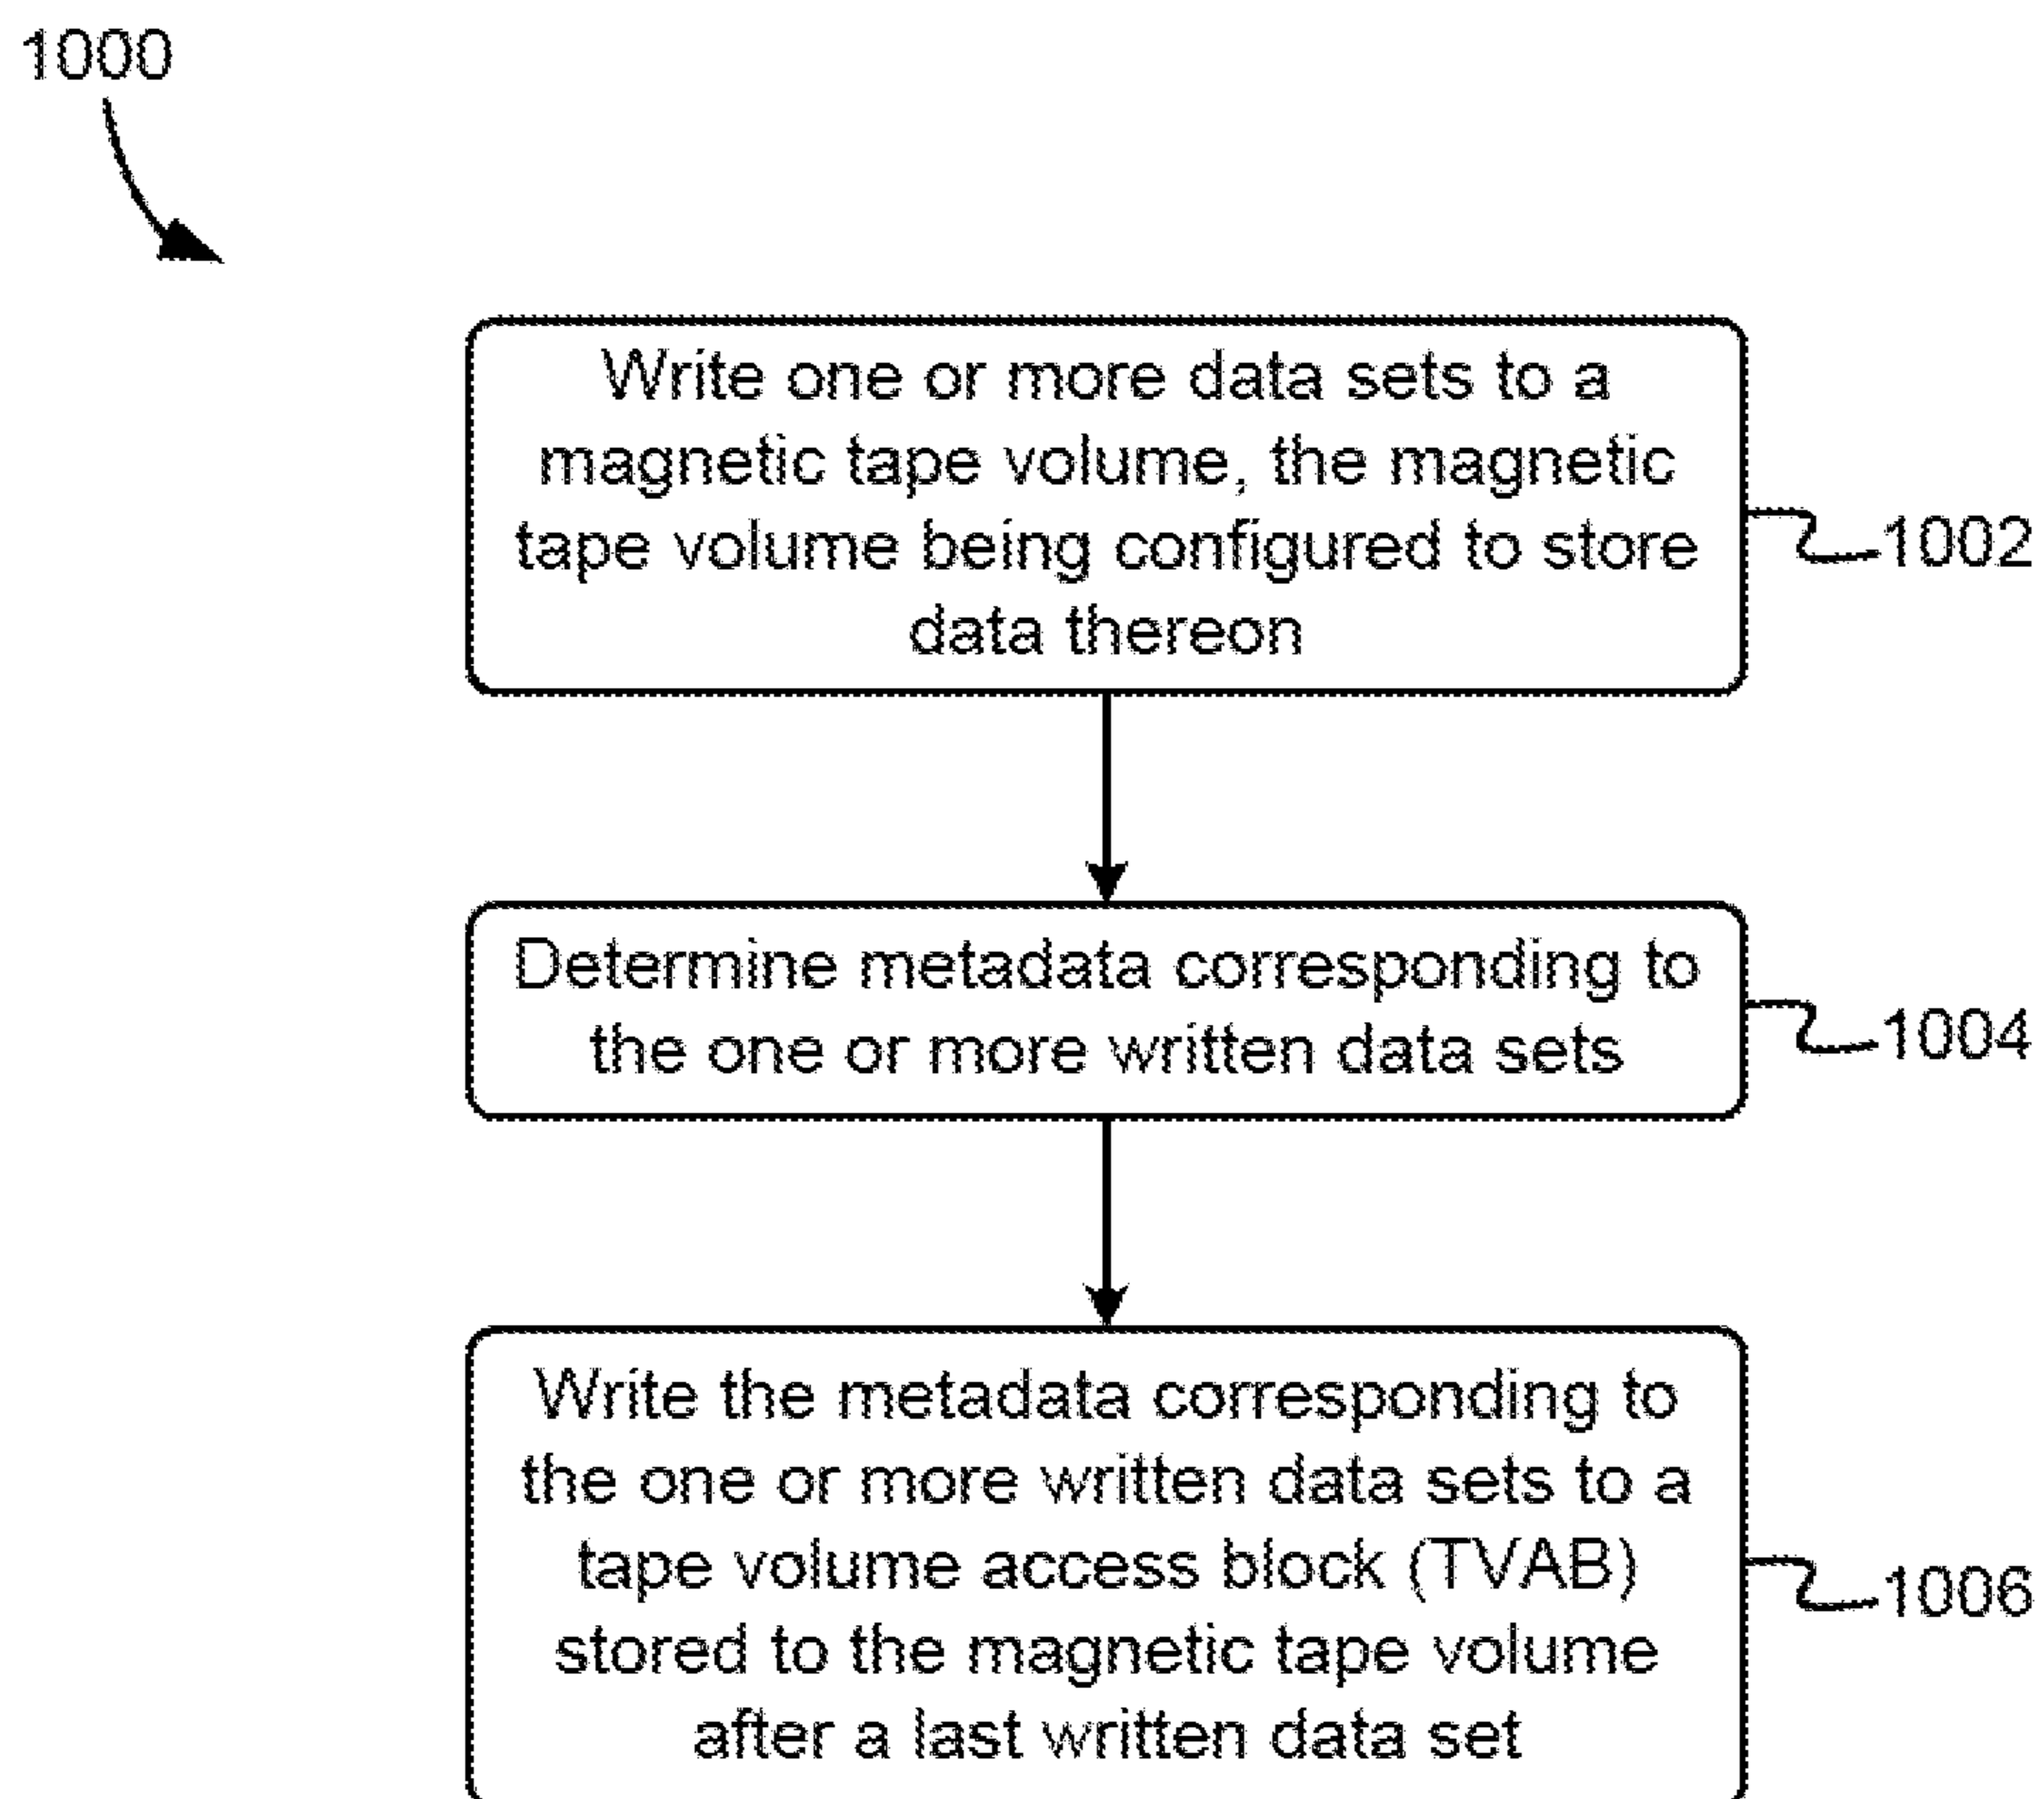 1000
Write one or more data sets to a
magnetic tape volume, the magnetic
tape volume being configured to store
data thereon
1002
Determine metadata corresponding to
the one or more written data sets
1004
Write the metadata corresponding to
the one or more written data sets to a
tape volume access block (TVAB)
stored to the magnetic tape volume
after a last written data set
1006